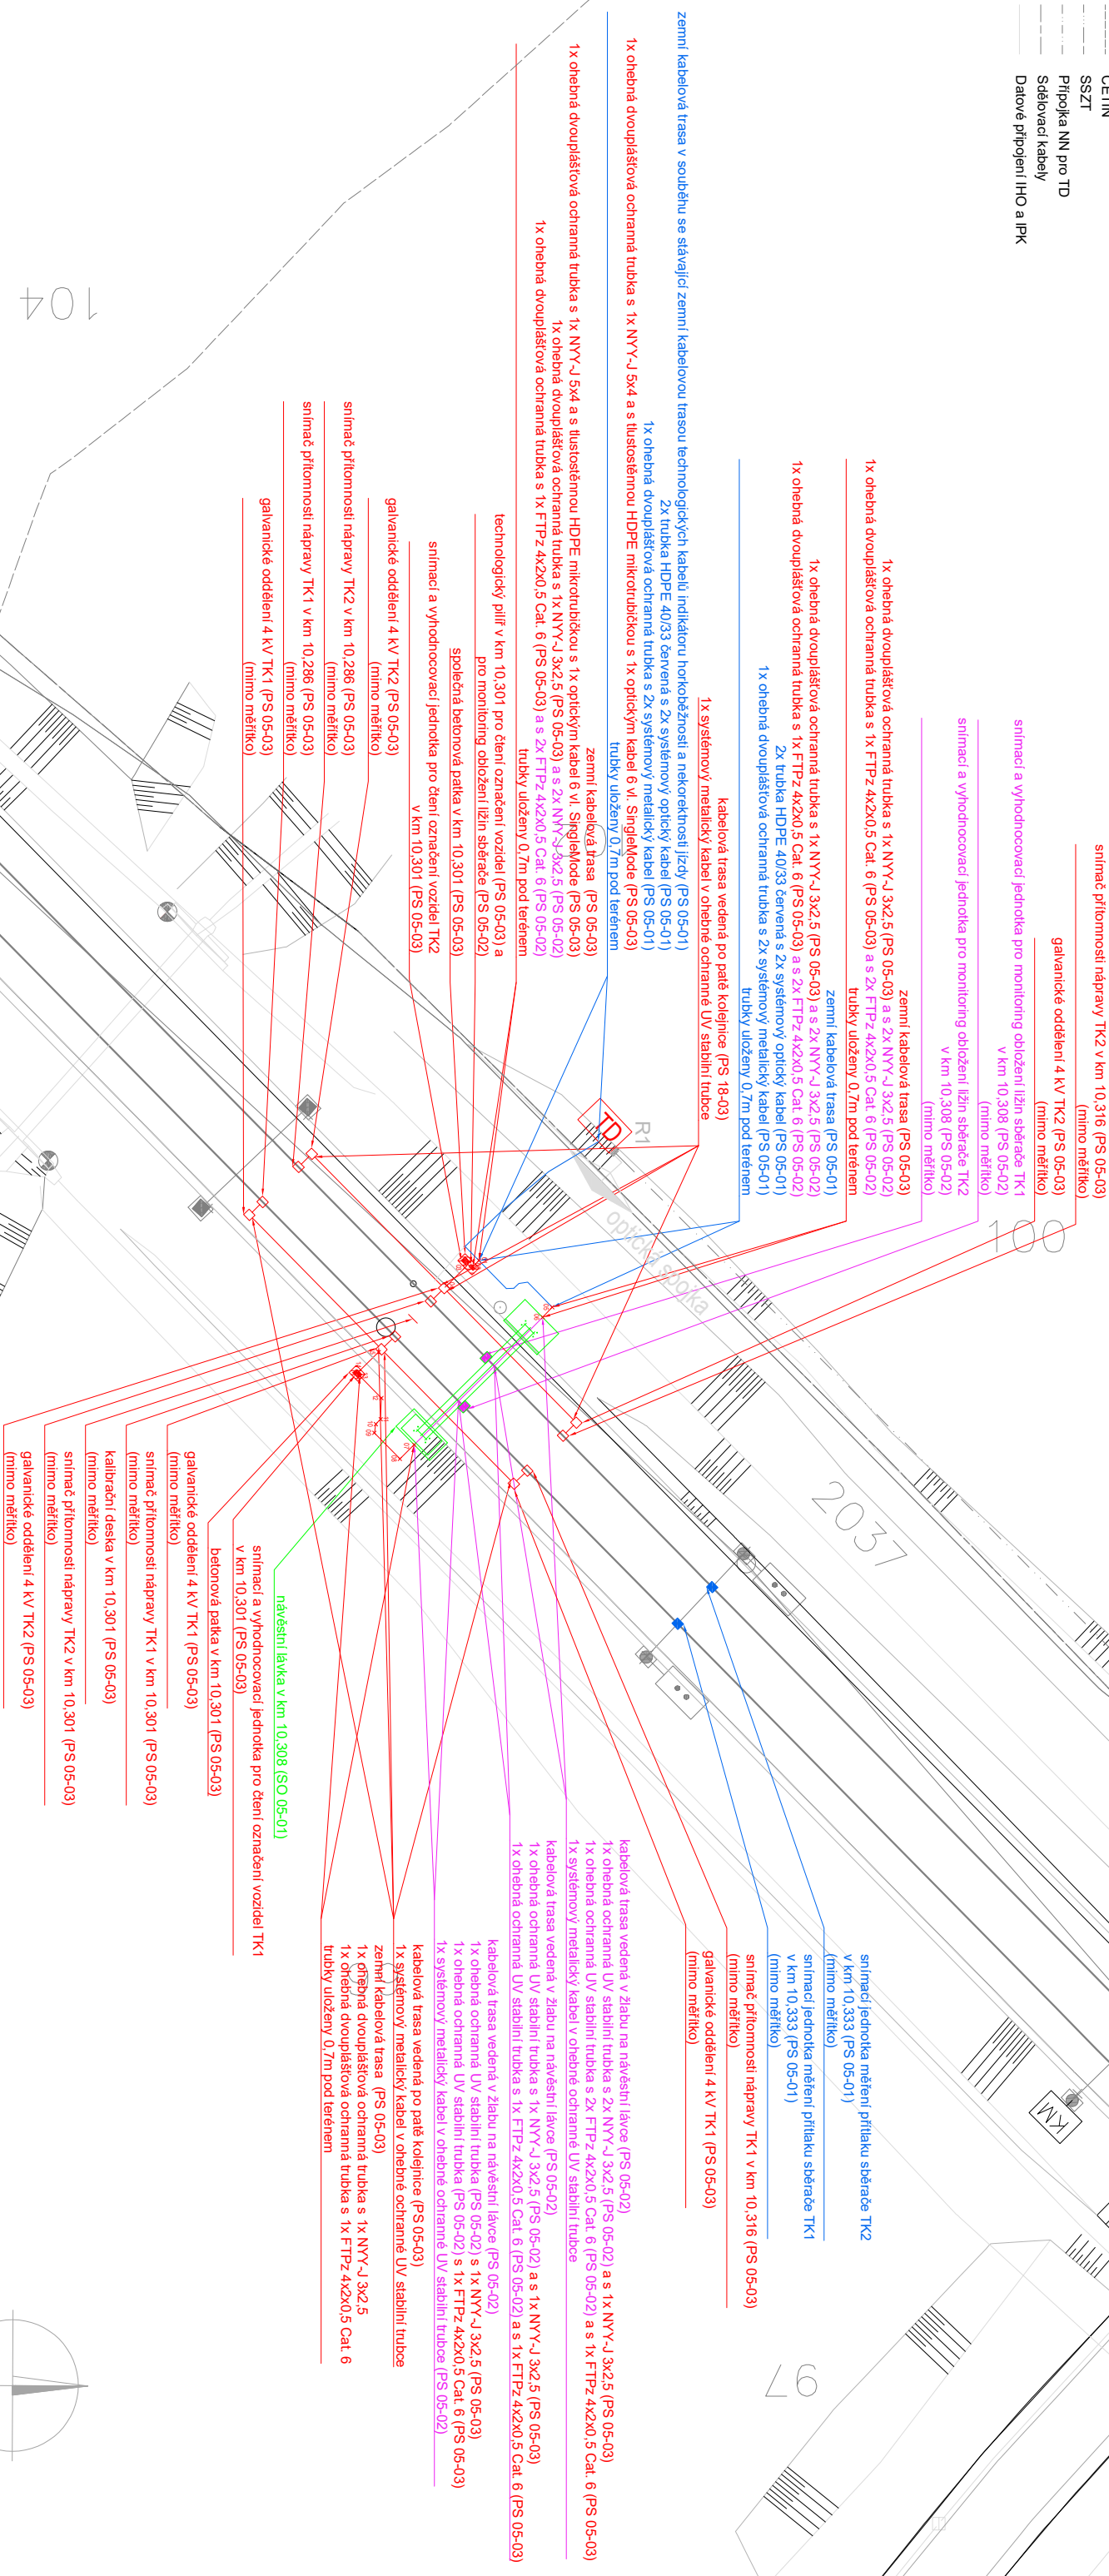 CETIN
SSZT
Přípojka NN pro TD
Sdělovací kabely
Datové připojení IHO a IPK
snímač přítomnosti nápravy TK2 v km 10,316 (PS 05-03)
(mimo měřítko)
galvanické oddělení 4 kV TK2 (PS 05-03)
(mimo měřítko)
snímací a vyhodnocovací jednotka pro monitoring obložení ližin sběrače TK1
v km 10,308 (PS 05-02)
(mimo měřítko)
snímací a vyhodnocovací jednotka pro monitoring obložení ližin sběrače TK2
v km 10,308 (PS 05-02)
(mimo měřítko)
zemní kabelová trasa (PS 05-03)
1x ohebná dvouplášťová ochranná trubka s 1x NYY-J 3x2,5 (PS 05-03) a s 2x NYY-J 3x2,5 (PS 05-02)
1x ohebná dvouplášťová ochranná trubka s 1x FTPz 4x2x0,5 Cat. 6 (PS 05-03) a s 2x FTPz 4x2x0,5 Cat. 6 (PS 05-02)
trubky uloženy 0,7m pod terénem
zemní kabelová trasa (PS 05-01)
1x ohebná dvouplášťová ochranná trubka s 1x NYY-J 3x2,5 (PS 05-03) a s 2x NYY-J 3x2,5 (PS 05-02)
1x ohebná dvouplášťová ochranná trubka s 1x FTPz 4x2x0,5 Cat. 6 (PS 05-03) a s 2x FTPz 4x2x0,5 Cat. 6 (PS 05-02)
2x trubka HDPE 40/33 červená s 2x systémový optický kabel (PS 05-01)
1x ohebná dvouplášťová ochranná trubka s 2x systémový metalický kabel (PS 05-01)
trubky uloženy 0,7m pod terénem
kabelová trasa vedená po patě kolejnice (PS 18-03)
1x systémový metalický kabel v ohebné ochranné UV stabilní trubce
zemní kabelová trasa v souběhu se stávající zemní kabelovou trasou technologických kabelů indikátoru horkoběžnosti a nekorektnosti jízdy (PS 05-01)
2x trubka HDPE 40/33 červená s 2x systémový optický kabel (PS 05-01)
1x ohebná dvouplášťová ochranná trubka s 2x systémový metalický kabel (PS 05-01)
1x ohebná dvouplášťová ochranná trubka s 1x NYY-J 5x4 a s tlustostěnnou HDPE mikrotrubičkou s 1x optickým kabel 6 vl. SingleMode (PS 05-03)
trubky uloženy 0,7m pod terénem
zemní kabelová trasa (PS 05-03)
1x ohebná dvouplášťová ochranná trubka s 1x NYY-J 5x4 a s tlustostěnnou HDPE mikrotrubičkou s 1x optickým kabel 6 vl. SingleMode (PS 05-03)
1x ohebná dvouplášťová ochranná trubka s 1x NYY-J 3x2,5 (PS 05-03) a s 2x NYY-J 3x2,5 (PS 05-02)
1x ohebná dvouplášťová ochranná trubka s 1x FTPz 4x2x0,5 Cat. 6 (PS 05-03) a s 2x FTPz 4x2x0,5 Cat. 6 (PS 05-02)
trubky uloženy 0,7m pod terénem
technologický pilíř v km 10,301 pro čtení označení vozidel (PS 05-03) a
pro monitoring obložení ližin sběrače (PS 05-02)
společná betonová patka v km 10,301 (PS 05-03)
snímací a vyhodnocovací jednotka pro čtení označení vozidel TK2
v km 10,301 (PS 05-03)
galvanické oddělení 4 kV TK2 (PS 05-03)
(mimo měřítko)
snímač přítomnosti nápravy TK2 v km 10,286 (PS 05-03)
(mimo měřítko)
snímač přítomnosti nápravy TK1 v km 10,286 (PS 05-03)
(mimo měřítko)
galvanické oddělení 4 kV TK1 (PS 05-03)
(mimo měřítko)
104
100
R1
TD
optická spojka
2037
KM
97
snímací jednotka měření přítlaku sběrače TK2
v km 10,333 (PS 05-01)
(mimo měřítko)
snímací jednotka měření přítlaku sběrače TK1
v km 10,333 (PS 05-01)
(mimo měřítko)
snímač přítomnosti nápravy TK1 v km 10,316 (PS 05-03)
(mimo měřítko)
galvanické oddělení 4 kV TK1 (PS 05-03)
(mimo měřítko)
kabelová trasa vedená v žlabu na návěstní lávce (PS 05-02)
1x ohebná ochranná UV stabilní trubka s 2x NYY-J 3x2,5 (PS 05-02) a s 1x NYY-J 3x2,5 (PS 05-03)
1x ohebná ochranná UV stabilní trubka s 2x FTPz 4x2x0,5 Cat. 6 (PS 05-02) a s 1x FTPz 4x2x0,5 Cat. 6 (PS 05-03)
1x systémový metalický kabel v ohebné ochranné UV stabilní trubce
kabelová trasa vedená v žlabu na návěstní lávce (PS 05-02)
1x ohebná ochranná UV stabilní trubka s 1x NYY-J 3x2,5 (PS 05-02) a s 1x NYY-J 3x2,5 (PS 05-03)
1x ohebná ochranná UV stabilní trubka s 1x FTPz 4x2x0,5 Cat. 6 (PS 05-02) a s 1x FTPz 4x2x0,5 Cat. 6 (PS 05-03)
kabelová trasa vedená v žlabu na návěstní lávce (PS 05-02)
1x ohebná ochranná UV stabilní trubka (PS 05-02) s 1x NYY-J 3x2,5 (PS 05-03)
1x ohebná ochranná UV stabilní trubka (PS 05-02) s 1x FTPz 4x2x0,5 Cat. 6 (PS 05-03)
1x systémový metalický kabel v ohebné ochranné UV stabilní trubce (PS 05-02)
kabelová trasa vedená po patě kolejnice (PS 05-03)
1x systémový metalický kabel v ohebné ochranné UV stabilní trubce
zemní kabelová trasa (PS 05-03)
1x ohebná dvouplášťová ochranná trubka s 1x NYY-J 3x2,5
1x ohebná dvouplášťová ochranná trubka s 1x FTPz 4x2x0,5 Cat. 6
trubky uloženy 0,7m pod terénem
návěstní lávka v km 10,308 (SO 05-01)
snímací a vyhodnocovací jednotka pro čtení označení vozidel TK1
v km 10,301 (PS 05-03)
betonová patka v km 10,301 (PS 05-03)
galvanické oddělení 4 kV TK1 (PS 05-03)
(mimo měřítko)
snímač přítomnosti nápravy TK1 v km 10,301 (PS 05-03)
(mimo měřítko)
kalibrační deska v km 10,301 (PS 05-03)
(mimo měřítko)
snímač přítomnosti nápravy TK2 v km 10,301 (PS 05-03)
(mimo měřítko)
galvanické oddělení 4 kV TK2 (PS 05-03)
(mimo měřítko)